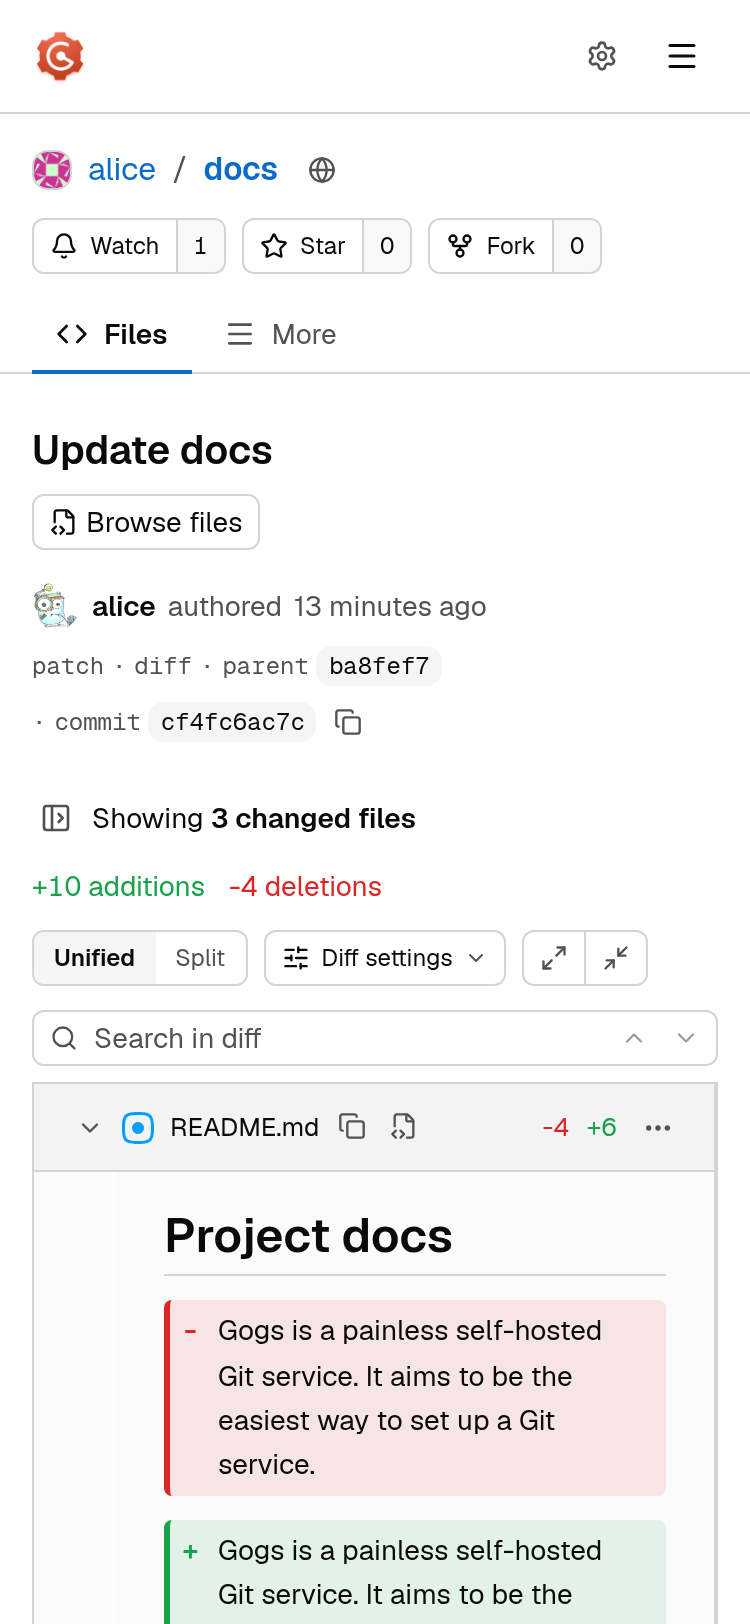 alice / docs
Watch 1 Star 0 Fork 0
Files More
Update docs
Browse files
alice authored 13 minutes ago
patch · diff · parent ba8fef7
· commit cf4fc6ac7c
Showing 3 changed files
+10 additions -4 deletions
Unified Split Diff settings
Search in diff
README.md -4 +6
Project docs
- Gogs is a painless self-hosted
Git service. It aims to be the
easiest way to set up a Git
service.
+ Gogs is a painless self-hosted
Git service. It aims to be the